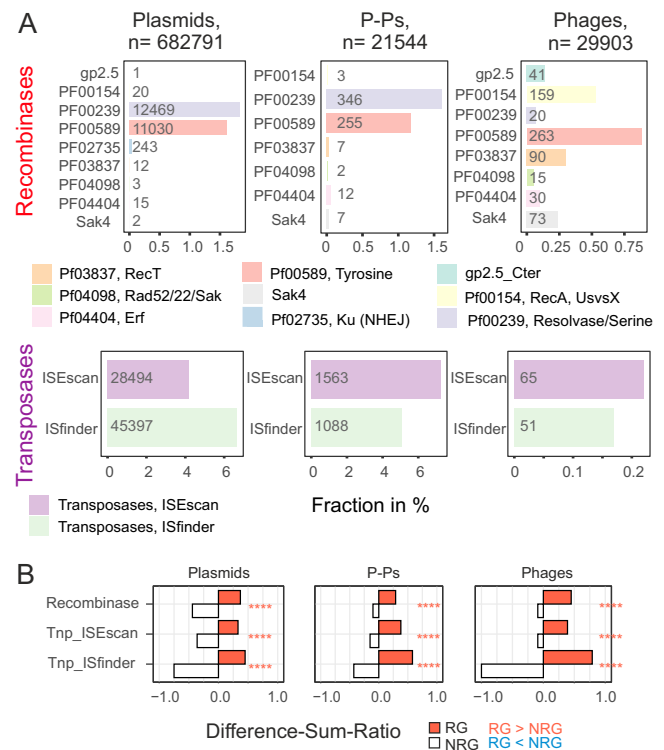 A
Plasmids,
n= 682791
P-Ps,
n= 21544
Phages,
n= 29903
Recombinases
gp2.5 1
PF00154 20
PF00239 12469
PF00589 11030
PF02735 243
PF03837 12
PF04098 3
PF04404 15
Sak4 2
0 0.5 1.0 1.5
PF00154 3
PF00239 346
PF00589 255
PF03837 7
PF04098 2
PF04404 12
Sak4 7
0 0.5 1.0 1.5
gp2.5 41
PF00154 159
PF00239 20
PF00589 263
PF03837 90
PF04098 15
PF04404 30
Sak4 73
0 0.25 0.50 0.75
Pf03837, RecT
Pf04098, Rad52/22/Sak
Pf04404, Erf
Pf00589, Tyrosine
Sak4
Pf02735, Ku (NHEJ)
gp2.5_Cter
Pf00154, RecA, UsvsX
Pf00239, Resolvase/Serine
Transposases
ISEscan 28494
ISfinder 45397
0 2 4 6
ISEscan 1563
ISfinder 1088
0 2 4 6
ISEscan 65
ISfinder 51
0 0.1 0.2
Fraction in %
Transposases, ISEscan
Transposases, ISfinder
B
Plasmids
P-Ps
Phages
Recombinase **** **** ****
Tnp_ISEscan **** **** ****
Tnp_ISfinder **** **** ****
−1.0 0 1.0
−1.0 0 1.0
−1.0 0 1.0
Difference-Sum-Ratio
RG RG > NRG
NRG RG < NRG